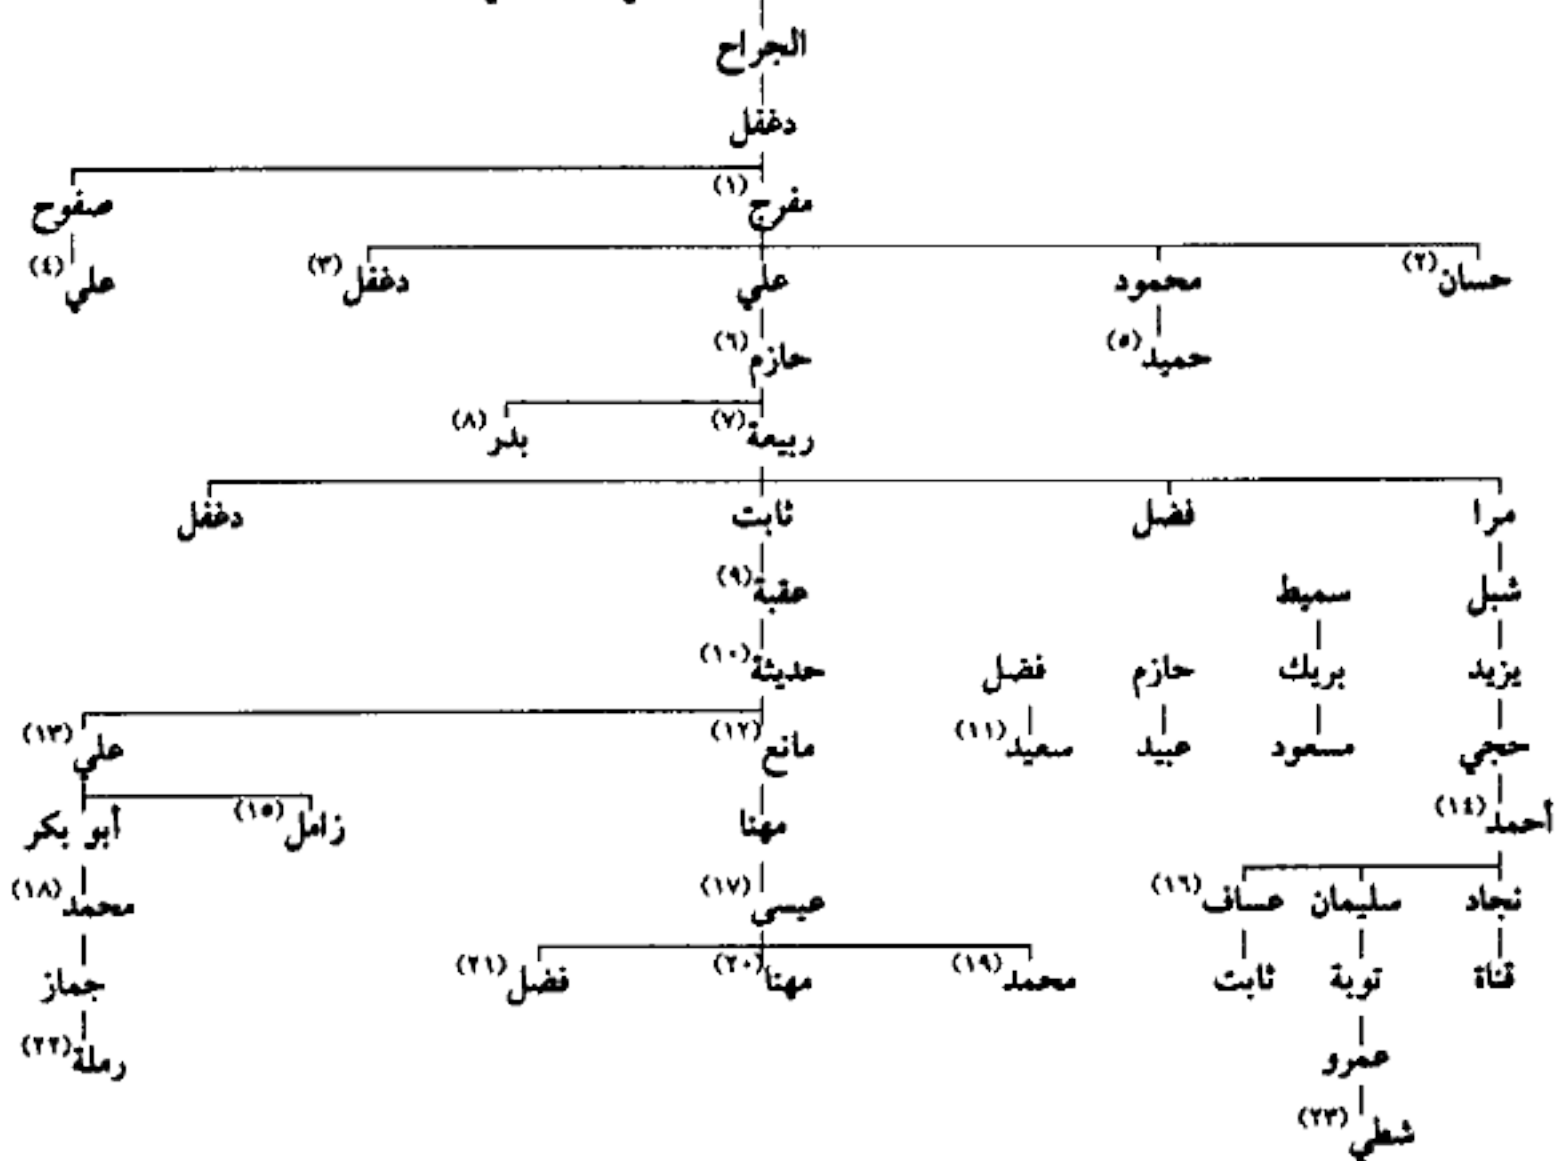 الجراح
دغفل
مفرج (١) صفوح
حسان (٢) محمود علي دغفل (٣) علي (٤)
حميد (٥) حازم (٦)
ربيعة (٧) بدر (٨)
مرا فضل ثابت دغفل
شبل سميط عقبة (٩)
يزيد بريك حازم فضل حديثة (١٠)
حجي مسعود عبيد سعيد (١١) مانع (١٢) علي (١٣)
أحمد (١٤) مهنا زامل (١٥) أبو بكر
نجاد سليمان عساف (١٦) عيسى (١٧) محمد (١٨)
قناة توبة ثابت محمد (١٩) مهنا (٢٠) فضل (٢١) جماز
عمرو رملة (٢٢)
شطي (٢٣)